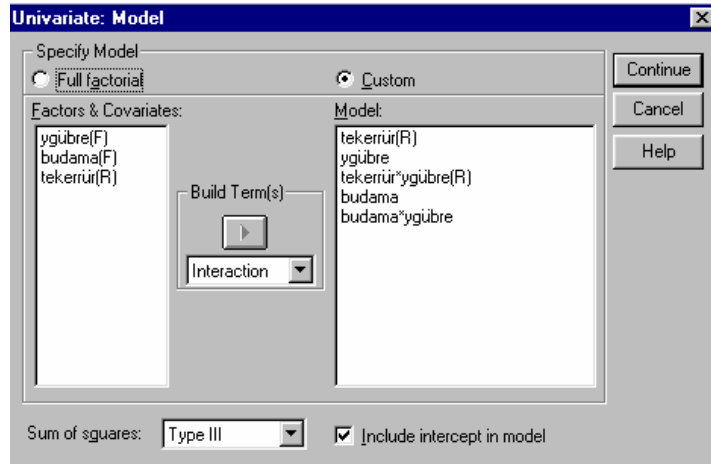 Univariate: Model
Specify Model
Full factorial
Custom
Continue
Cancel
Help
Factors & Covariates:
ygübre(F)
budama(F)
tekerrür(R)
Build Term(s)
Interaction
Model:
tekerrür(R)
ygübre
tekerrür*ygübre(R)
budama
budama*ygübre
Sum of squares:
Type III
Include intercept in model